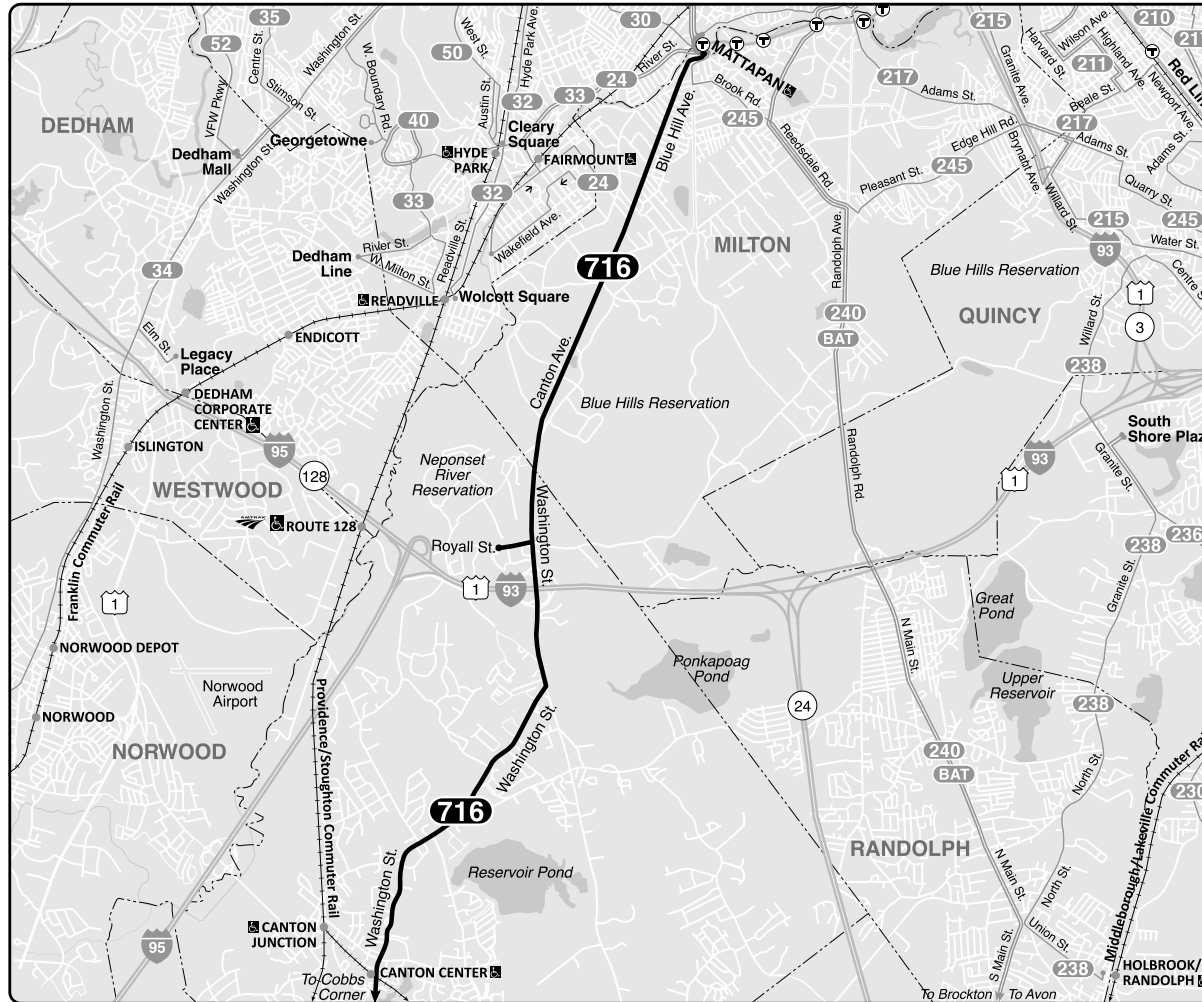 35
30
215
210
52
Centre St.
Washington St.
W Boundary Rd.
50
West St.
Hyde Park Ave.
River St.
T
T
T
T
T
T
MATTAPAN
Wilson Ave.
Harvard St.
Highland Ave.
211
217
Red Li
Newport Ave.
24
33
32
Brook Rd.
217
Adams St.
Granite Ave.
Beale St.
VFW Pkwy
Stimson St.
40
Austin St.
245
217
Adams St.
Adams St.
DEDHAM
Georgetowne
Cleary
Square
Edge Hill Rd.
Brynant Ave.
Dedham
Mall
Washington St.
HYDE
PARK
FAIRMOUNT
Blue Hill Ave.
Reedsdale Rd.
Pleasant St.
245
24
32
33
Willard St.
Quarry St.
215
245
Wakefield Ave.
Readville St.
River St.
W. Milton St.
Dedham
Line
MILTON
Randolph Ave.
93
Water St.
Centre S
34
716
Blue Hills Reservation
READVILLE
Wolcott Square
1
QUINCY
240
BAT
3
Willard St.
ENDICOTT
Elm St.
Legacy
Place
Canton Ave.
238
DEDHAM
CORPORATE
CENTER
Blue Hills Reservation
South
Shore Plaz
Washington St.
ISLINGTON
95
128
Neponset
River
Reservation
Randolph Rd.
93
1
Granite St.
WESTWOOD
Franklin Commuter Rail
AMTRAK
ROUTE 128
Washington St.
Royall St.
238
236
1
1
93
Great
Pond
Granite St.
NORWOOD DEPOT
Ponkapoag
Pond
N Main St.
Upper
Reservoir
Norwood
Airport
NORWOOD
24
238
NORWOOD
Providence/Stoughton Commuter Rail
Washington St.
240
BAT
North St.
716
230
Middleborough/Lakeville Commuter Ra
RANDOLPH
Washington St.
Reservoir Pond
N Main St.
North St.
CANTON
JUNCTION
95
Union St.
S Main St.
CANTON CENTER
To Cobbs
Corner
238
HOLBROOK/
RANDOLPH
To Brockton
To Avon